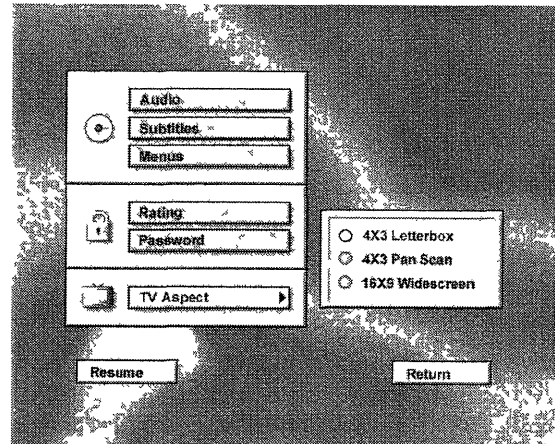 Audio
Subtitles
Menus
Rating
Password
4X3 Letterbox
4X3 Pan Scan
16X9 Widescreen
TV Aspect
Resume
Return